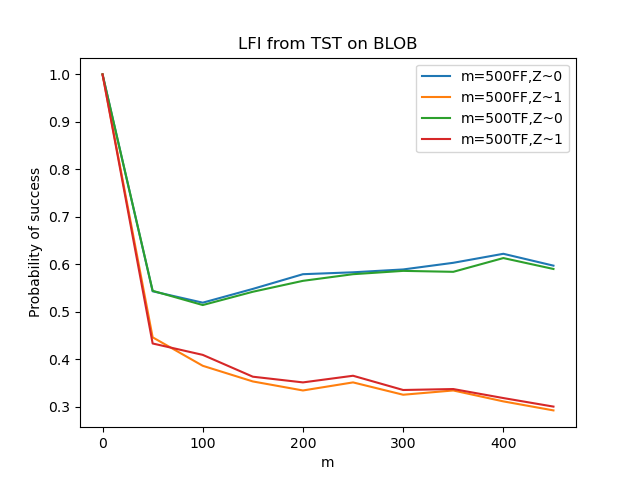 LFI from TST on BLOB
m=500FF,Z~0
m=500FF,Z~1
m=500TF,Z~0
m=500TF,Z~1
Probability of success
1.0
0.9
0.8
0.7
0.6
0.5
0.4
0.3
0
100
200
300
400
m